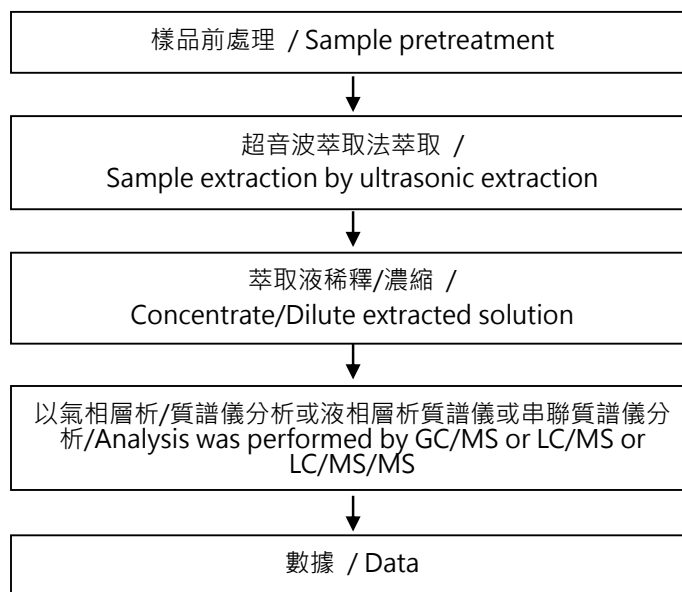 樣品前處理 / Sample pretreatment
超音波萃取法萃取 /
Sample extraction by ultrasonic extraction
萃取液稀釋/濃縮 /
Concentrate/Dilute extracted solution
以氣相層析/質譜儀分析或液相層析質譜儀或串聯質譜儀分
析/Analysis was performed by GC/MS or LC/MS or
LC/MS/MS
數據 / Data